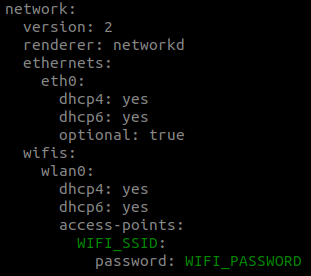 network:
  version: 2
  renderer: networkd
  ethernets:
    eth0:
      dhcp4: yes
      dhcp6: yes
      optional: true
  wifis:
    wlan0:
      dhcp4: yes
      dhcp6: yes
      access-points:
        WIFI_SSID:
          password: WIFI_PASSWORD